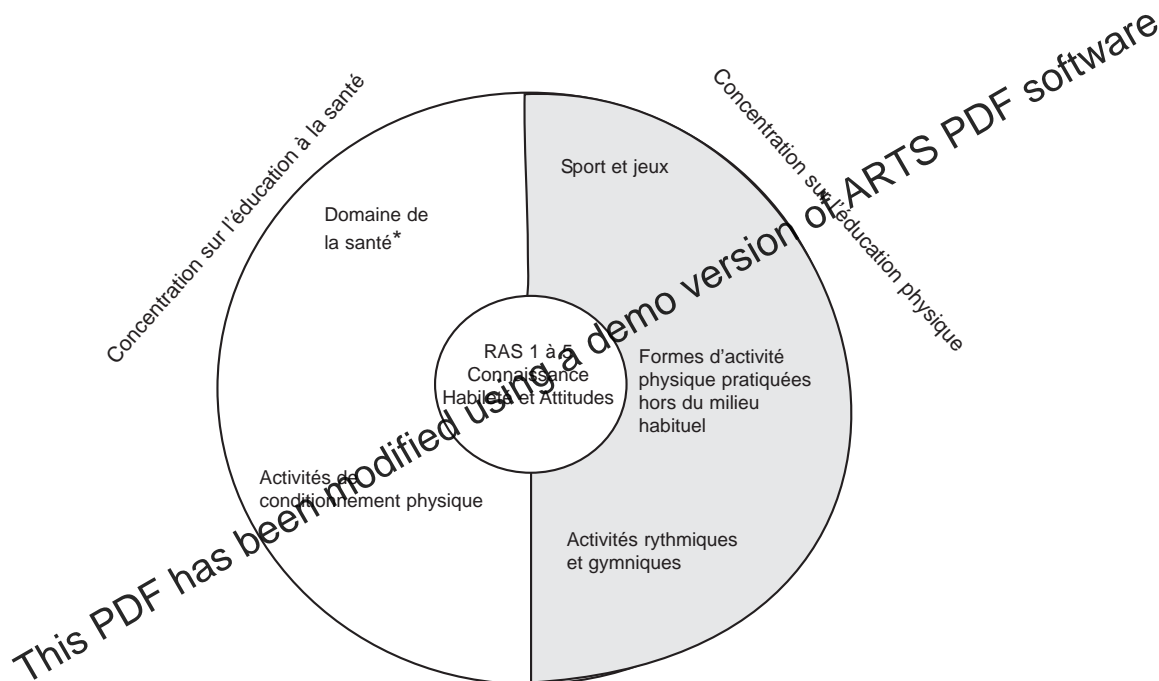 Concentration sur l'éducation à la santé
Concentration sur l'éducation physique
Sport et jeux
Domaine de
la santé*
RAS 1 à 5
Connaissance
Habileté et Attitudes
Formes d'activité
physique pratiquées
hors du milieu
habituel
Activités de
conditionnement physique
Activités rythmiques
et gymniques
This PDF has been modified using a demo version of ARTS PDF software